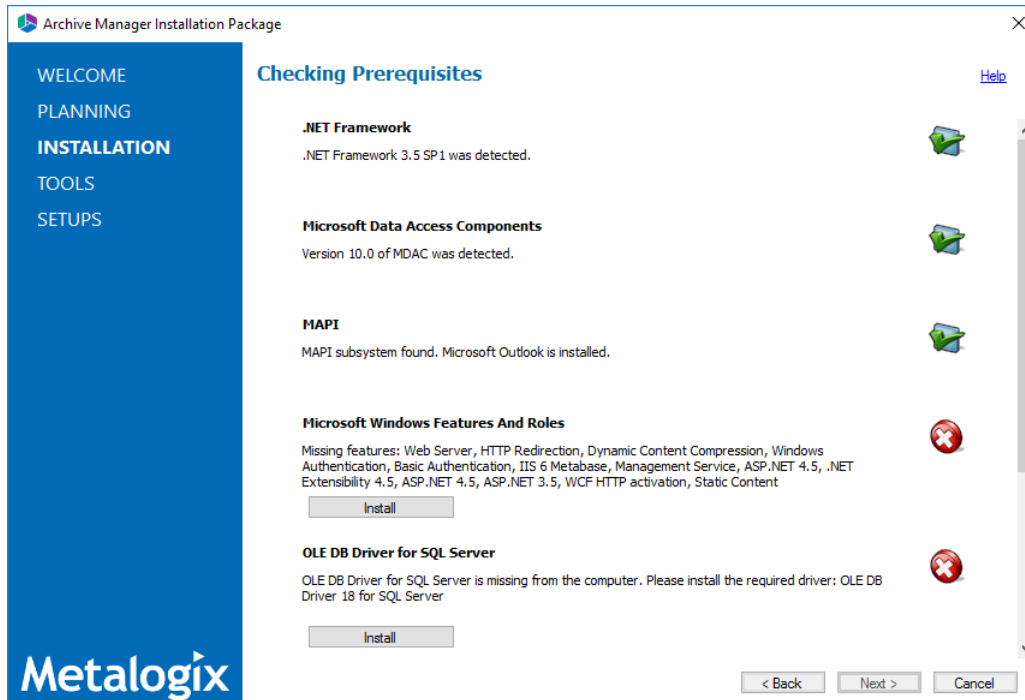 Archive Manager Installation Package
WELCOME
PLANNING
INSTALLATION
TOOLS
SETUPS
Checking Prerequisites
Help
.NET Framework
.NET Framework 3.5 SP1 was detected.
Microsoft Data Access Components
Version 10.0 of MDAC was detected.
MAPI
MAPI subsystem found. Microsoft Outlook is installed.
Microsoft Windows Features And Roles
Missing features: Web Server, HTTP Redirection, Dynamic Content Compression, Windows
Authentication, Basic Authentication, IIS 6 Metabase, Management Service, ASP.NET 4.5, .NET
Extensibility 4.5, ASP.NET 4.5, ASP.NET 3.5, WCF HTTP activation, Static Content
Install
OLE DB Driver for SQL Server
OLE DB Driver for SQL Server is missing from the computer. Please install the required driver: OLE DB
Driver 18 for SQL Server
Install
Metalogix
< Back
Next >
Cancel